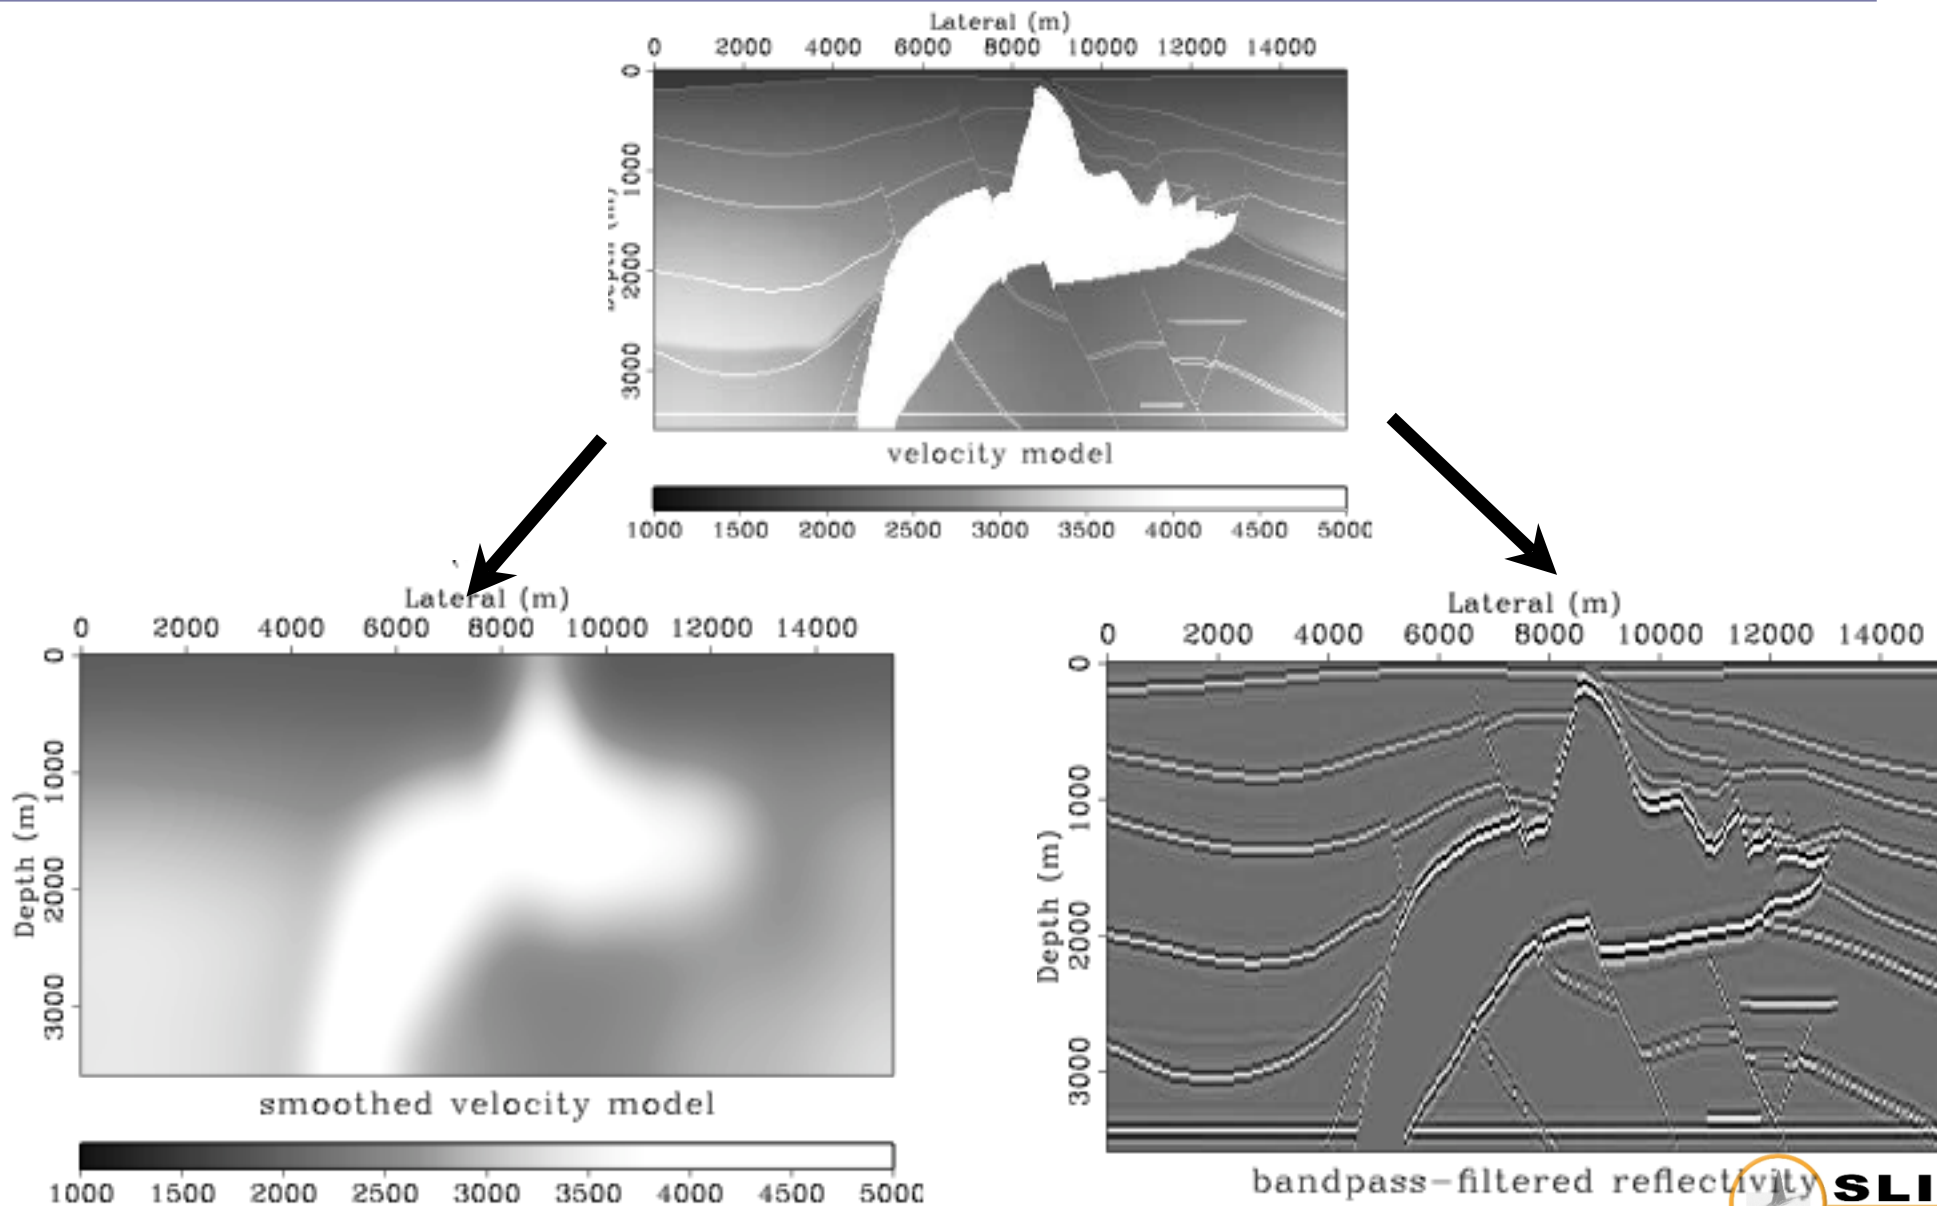 Lateral (m)
0 2000 4000 6000 8000 10000 12000 14000
0
1000
2000
3000
Depth (m)
velocity model
1000 1500 2000 2500 3000 3500 4000 4500 5000
Lateral (m)
0 2000 4000 6000 8000 10000 12000 14000
0
1000
2000
3000
Depth (m)
smoothed velocity model
1000 1500 2000 2500 3000 3500 4000 4500 5000
Lateral (m)
0 2000 4000 6000 8000 10000 12000 14000
0
1000
2000
3000
Depth (m)
bandpass-filtered reflectivity
SLI